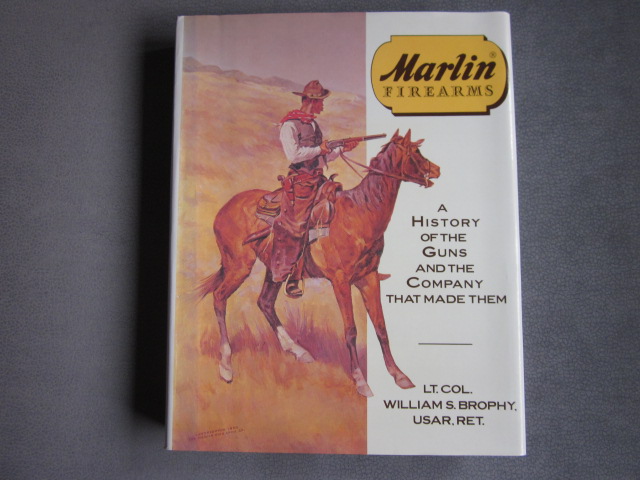 Marlin ®
FIREARMS
A
HISTORY
OF THE
GUNS
AND THE
COMPANY
THAT MADE THEM
LT. COL.
WILLIAM S. BROPHY,
USAR, RET.